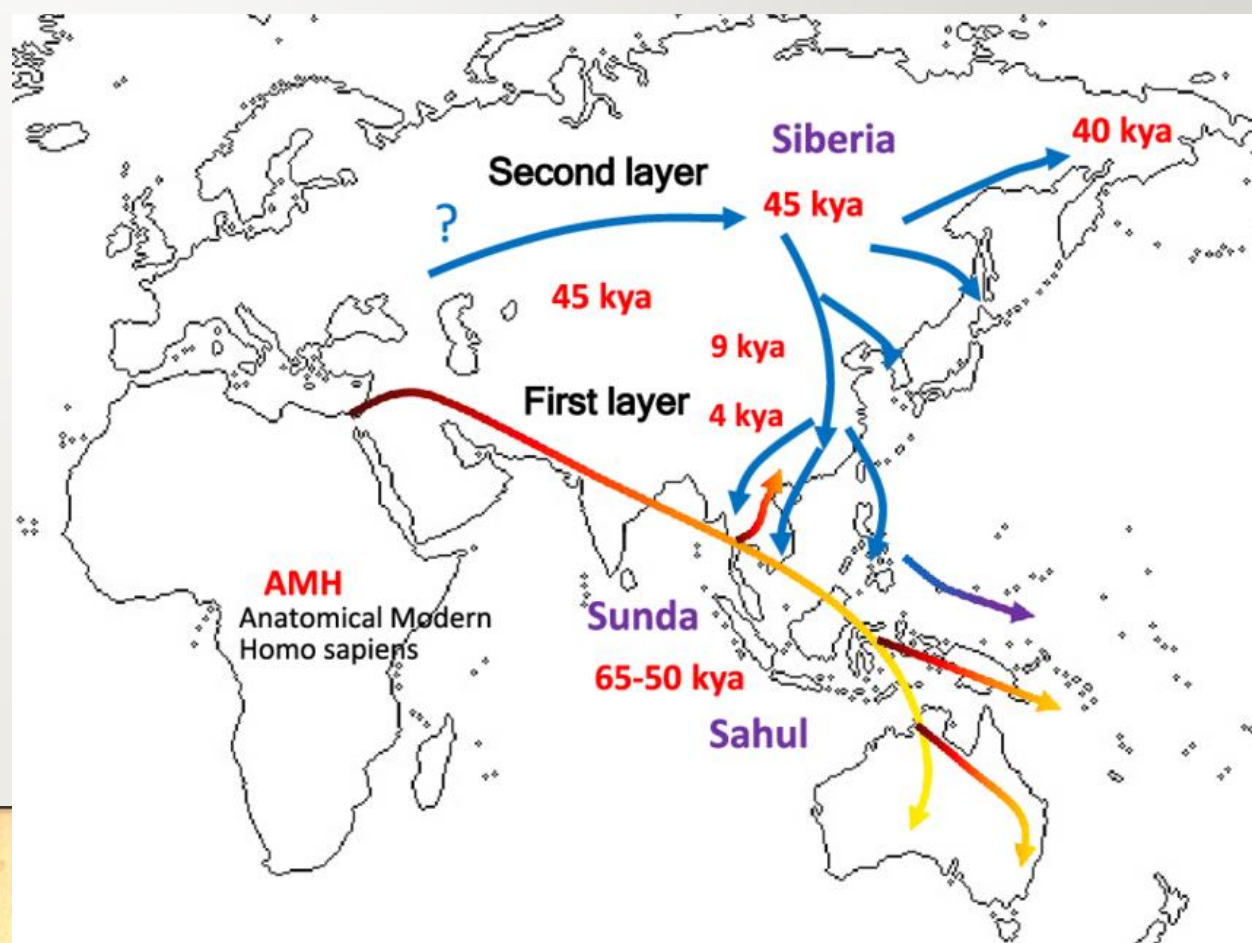 Siberia
40 kya
Second layer
45 kya
?
45 kya
9 kya
First layer
4 kya
AMH
Anatomical Modern
Homo sapiens
Sunda
65-50 kya
Sahul